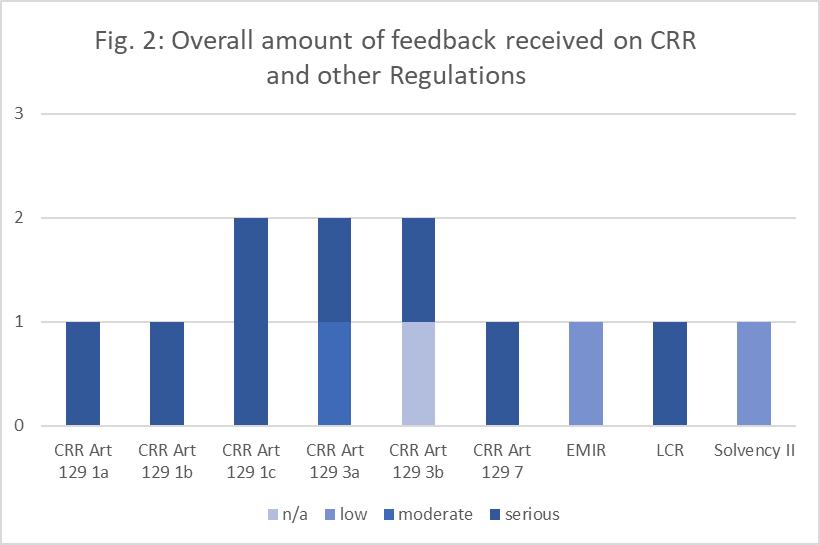 Fig. 2: Overall amount of feedback received on CRR
and other Regulations
3
2
1
0
CRR Art
129 1a
CRR Art
129 1b
CRR Art
129 1c
CRR Art
129 3a
CRR Art
129 3b
CRR Art
129 7
EMIR
LCR
Solvency II
n/a
low
moderate
serious